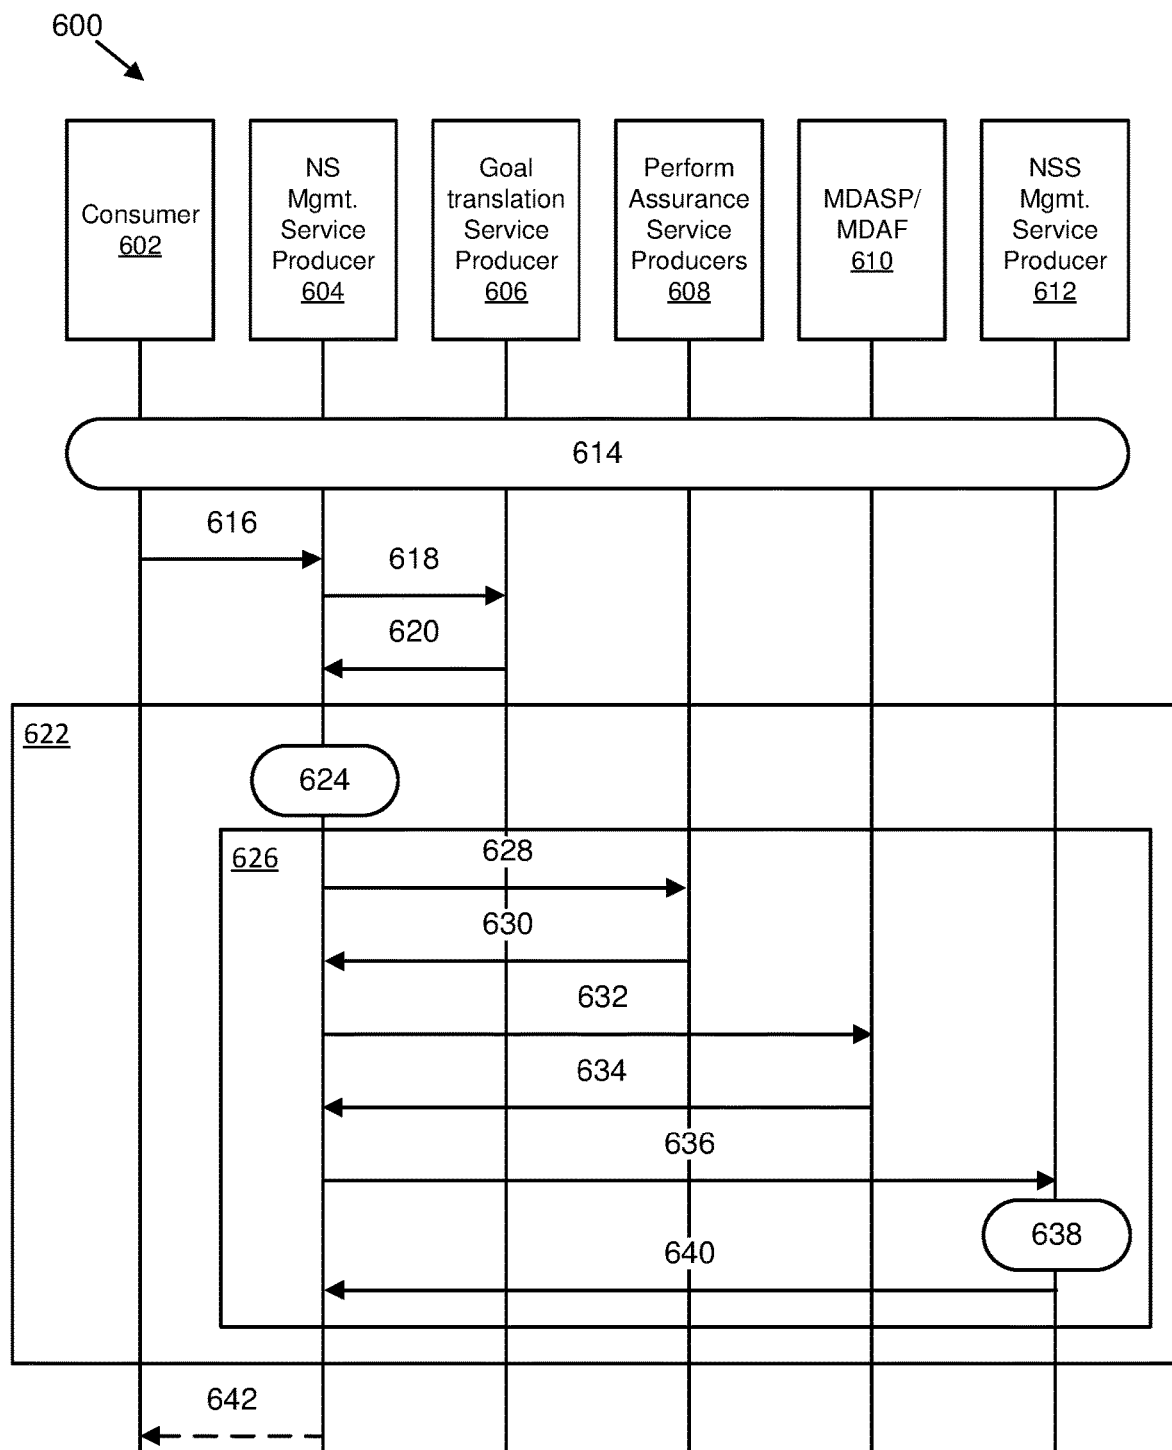 600
Consumer
602
NS
Mgmt.
Service
Producer
604
Goal
translation
Service
Producer
606
Perform
Assurance
Service
Producers
608
MDASP/
MDAF
610
NSS
Mgmt.
Service
Producer
612
614
616
618
620
622
624
626
628
630
632
634
636
638
640
642